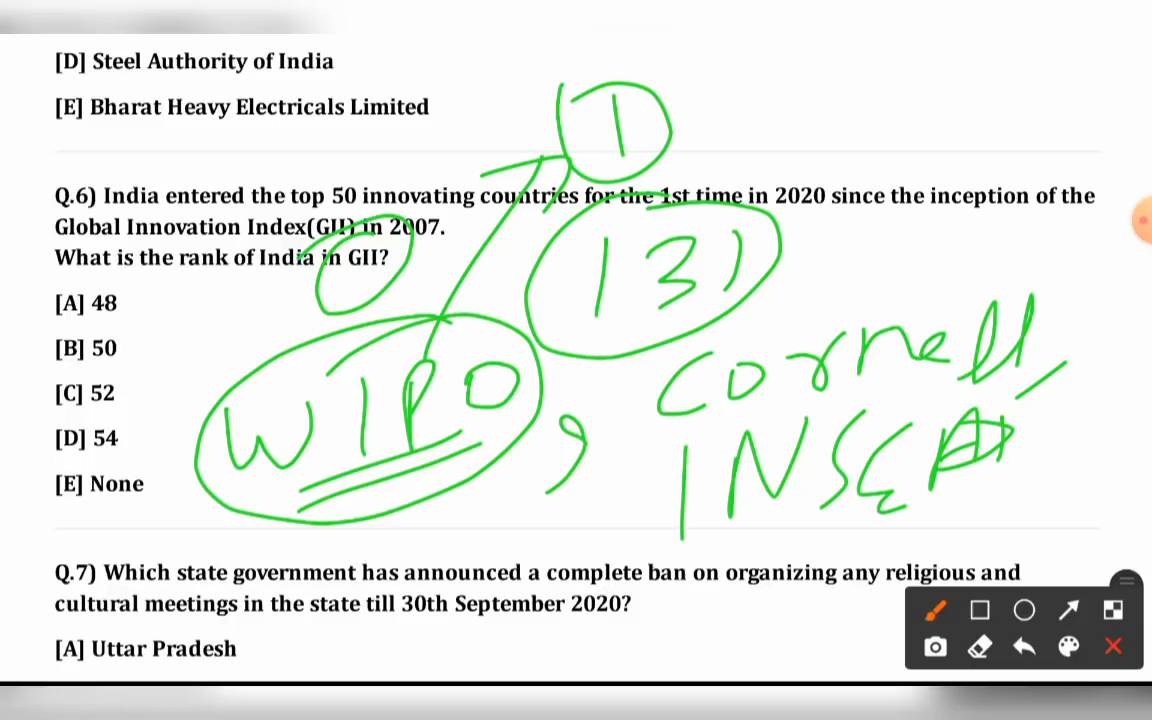 [D] Steel Authority of India
[E] Bharat Heavy Electricals Limited
1
Q.6) India entered the top 50 innovating countries for the 1st time in 2020 since the inception of the
Global Innovation Index(GII) in 2007.
What is the rank of India in GII?
131
[A] 48
[B] 50
[C] 52
[D] 54
[E] None
WIPO, Cornell,
INSEAD
Q.7) Which state government has announced a complete ban on organizing any religious and
cultural meetings in the state till 30th September 2020?
[A] Uttar Pradesh